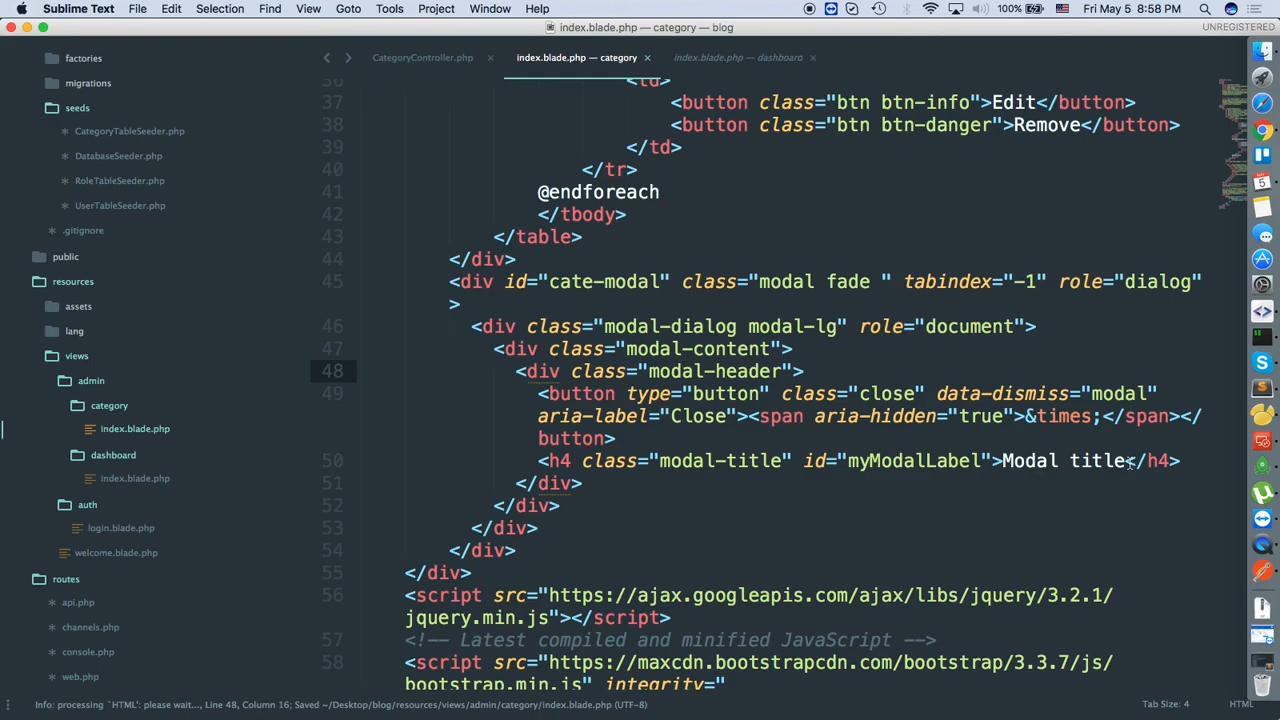 Sublime Text File Edit Selection Find View Goto Tools Project Window Help 100% Fri May 5 8:58 PM
index.blade.php — category — blog UNREGISTERED
factories
migrations
seeds
CategoryTableSeeder.php
DatabaseSeeder.php
RoleTableSeeder.php
UserTableSeeder.php
.gitignore
public
resources
assets
lang
views
admin
category
index.blade.php
dashboard
index.blade.php
auth
login.blade.php
welcome.blade.php
routes
api.php
channels.php
console.php
web.php
CategoryController.php index.blade.php — category index.blade.php — dashboard
36 <td>
37 <button class="btn btn-info">Edit</button>
38 <button class="btn btn-danger">Remove</button>
39 </td>
40 </tr>
41 @endforeach
42 </tbody>
43 </table>
44 </div>
45 <div id="cate-modal" class="modal fade " tabindex="-1" role="dialog"
>
46 <div class="modal-dialog modal-lg" role="document">
47 <div class="modal-content">
48 <div class="modal-header">
49 <button type="button" class="close" data-dismiss="modal"
aria-label="Close"><span aria-hidden="true">&times;</span></
button>
50 <h4 class="modal-title" id="myModalLabel">Modal title</h4>
51 </div>
52 </div>
53 </div>
54 </div>
55 </div>
56 <script src="https://ajax.googleapis.com/ajax/libs/jquery/3.2.1/
jquery.min.js"></script>
57 <!-- Latest compiled and minified JavaScript -->
58 <script src="https://maxcdn.bootstrapcdn.com/bootstrap/3.3.7/js/
bootstrap.min.js" integrity="
Info: processing `HTML': please wait..., Line 48, Column 16; Saved ~/Desktop/blog/resources/views/admin/category/index.blade.php (UTF-8) Tab Size: 4 HTML